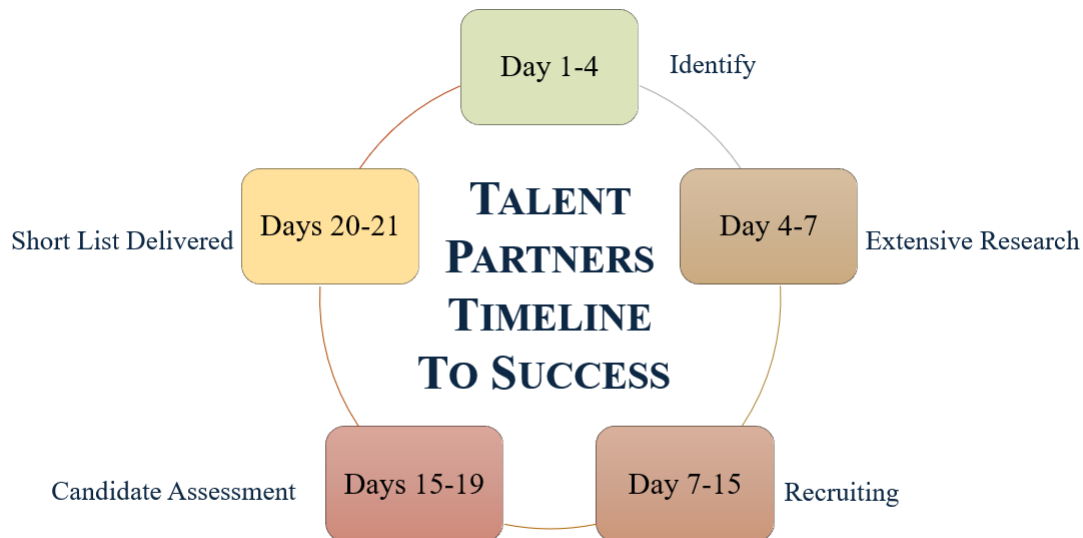 Day 1-4
Identify
TALENT
PARTNERS
TIMELINE
TO SUCCESS
Day 4-7
Extensive Research
Day 7-15
Recruiting
Days 15-19
Candidate Assessment
Days 20-21
Short List Delivered